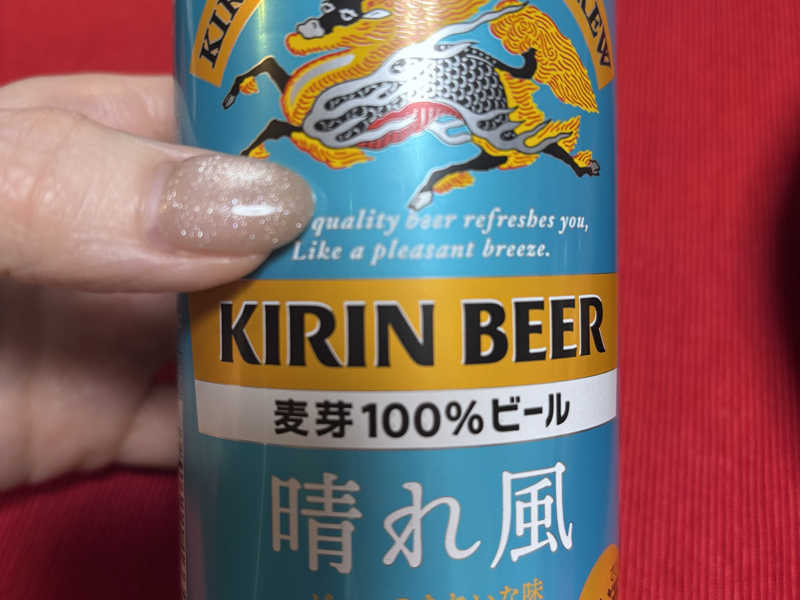 quality beer refreshes you,
Like a pleasant breeze.
KIRIN BEER
麦芽100%ビール
晴れ風